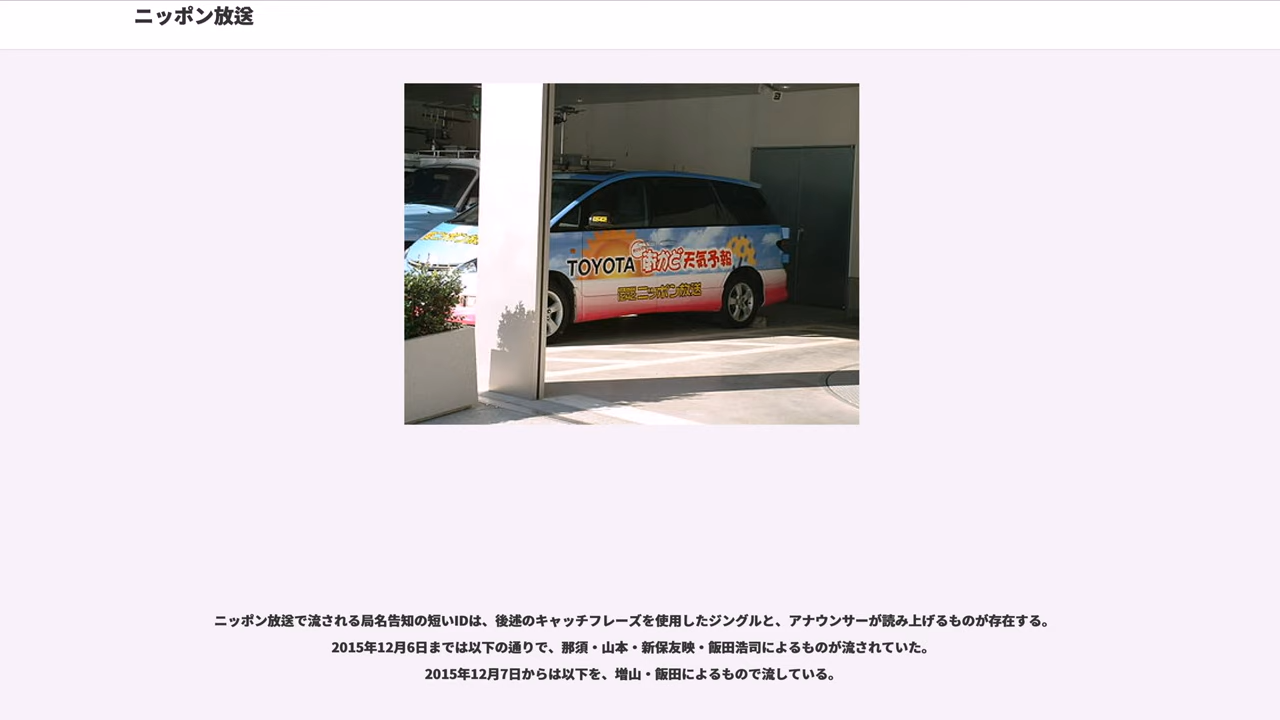 ニッポン放送
TOYOTA 街かど天気予報
ニッポン放送
ニッポン放送で流される局名告知の短いIDは、後述のキャッチフレーズを使用したジングルと、アナウンサーが読み上げるものが存在する。
2015年12月6日までは以下の通りで、那須・山本・新保友映・飯田浩司によるものが流されていた。
2015年12月7日からは以下を、増山・飯田によるもので流している。